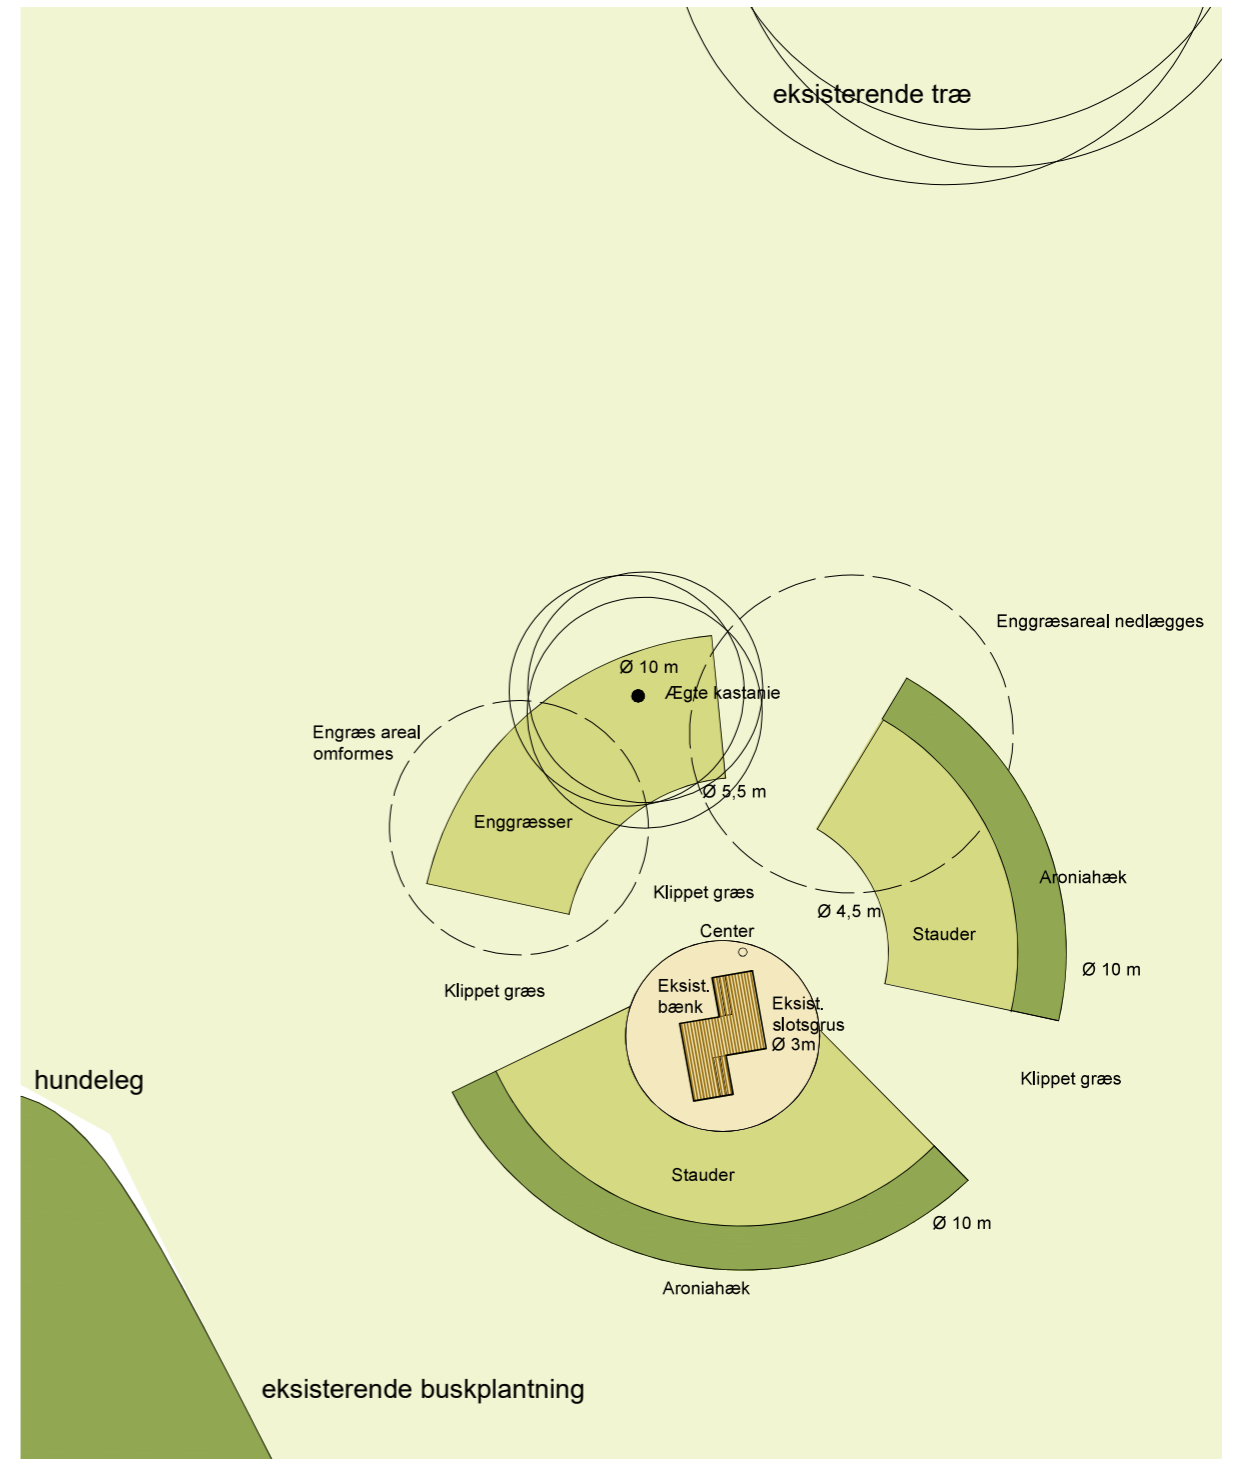 eksisterende træ
Enggræsareal nedlægges
Ø 10 m
Ægte kastanie
Engræs areal
omformes
Ø 5,5 m
Enggræsser
Aroniahæk
Klippet græs
Ø 4,5 m
Center
Stauder
Ø 10 m
Klippet græs
Eksist.
bænk
Eksist.
slotsgrus
Ø 3m
hundeleg
Klippet græs
Stauder
Ø 10 m
Aroniahæk
eksisterende buskplantning